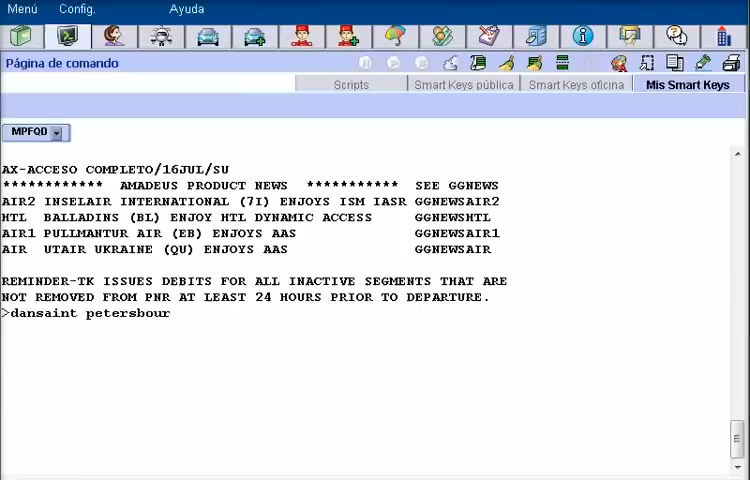 Menú Config. Ayuda
Página de comando
Scripts Smart Keys pública Smart Keys oficina Mis Smart Keys
MPFQD
AX-ACCESO COMPLETO/16JUL/SU
************ AMADEUS PRODUCT NEWS *********** SEE GGNEWS
AIR2 INSELAIR INTERNATIONAL (7I) ENJOYS ISM IASR GGNEWSAIR2
HTL BALLADINS (BL) ENJOY HTL DYNAMIC ACCESS GGNEWSHTL
AIR1 PULLMANTUR AIR (EB) ENJOYS AAS GGNEWSAIR1
AIR UTAIR UKRAINE (QU) ENJOYS AAS GGNEWSAIR
REMINDER-TK ISSUES DEBITS FOR ALL INACTIVE SEGMENTS THAT ARE
NOT REMOVED FROM PNR AT LEAST 24 HOURS PRIOR TO DEPARTURE.
>dansaint petersbour